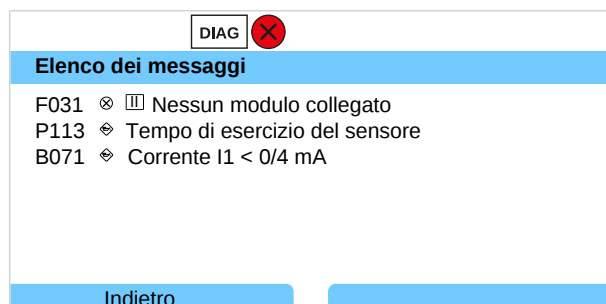 DIAG
Elenco dei messaggi
F031 ⊗ II Nessun modulo collegato
P113 Tempo di esercizio del sensore
B071 Corrente I1 < 0/4 mA
Indietro